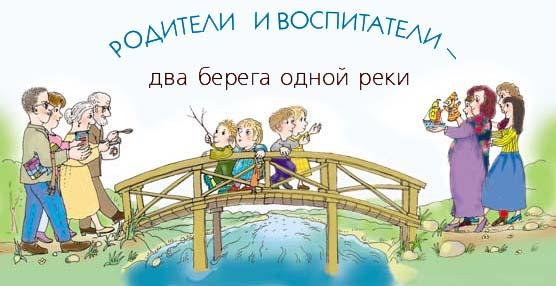 РОДИТЕЛИ И ВОСПИТАТЕЛИ –
два берега одной реки